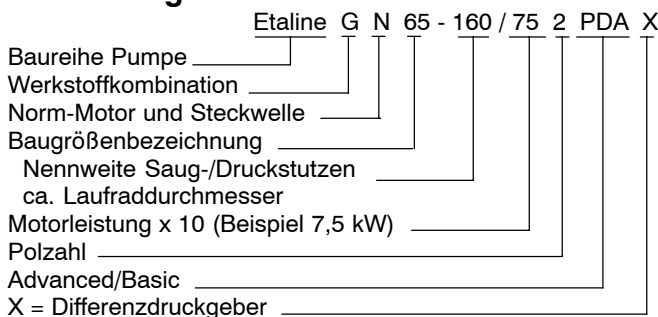 Etaline G N 65 - 160 / 75 2 PDA X
Baureihe Pumpe
Werkstoffkombination
Norm-Motor und Steckwelle
Baugrößenbezeichnung
Nennweite Saug-/Druckstutzen
ca. Laufraddurchmesser
Motorleistung x 10 (Beispiel 7,5 kW)
Polzahl
Advanced/Basic
X = Differenzdruckgeber